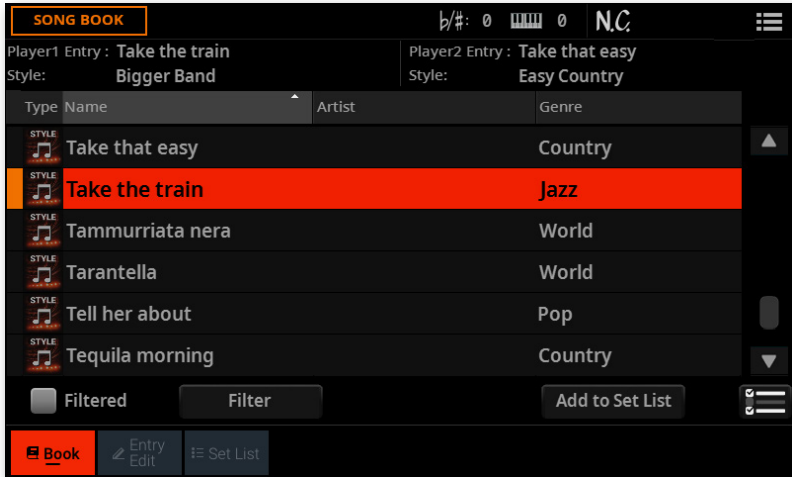 SONG BOOK ♭/#: 0 0 N.C.
Player1 Entry : Take the train Player2 Entry : Take that easy
Style: Bigger Band Style: Easy Country
Type Name Artist Genre
STYLE Take that easy Country
STYLE Take the train Jazz
STYLE Tammurriata nera World
STYLE Tarantella World
STYLE Tell her about Pop
STYLE Tequila morning Country
Filtered Filter Add to Set List
Book Entry Edit Set List